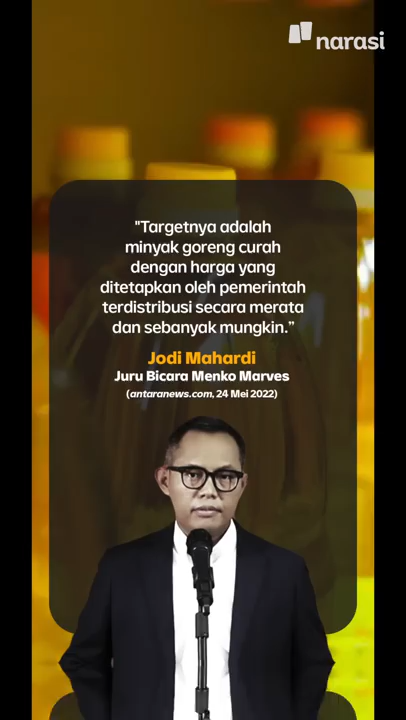 narasi
"Targetnya adalah
minyak goreng curah
dengan harga yang
ditetapkan oleh pemerintah
terdistribusi secara merata
dan sebanyak mungkin.”
Jodi Mahardi
Juru Bicara Menko Marves
(antaranews.com, 24 Mei 2022)